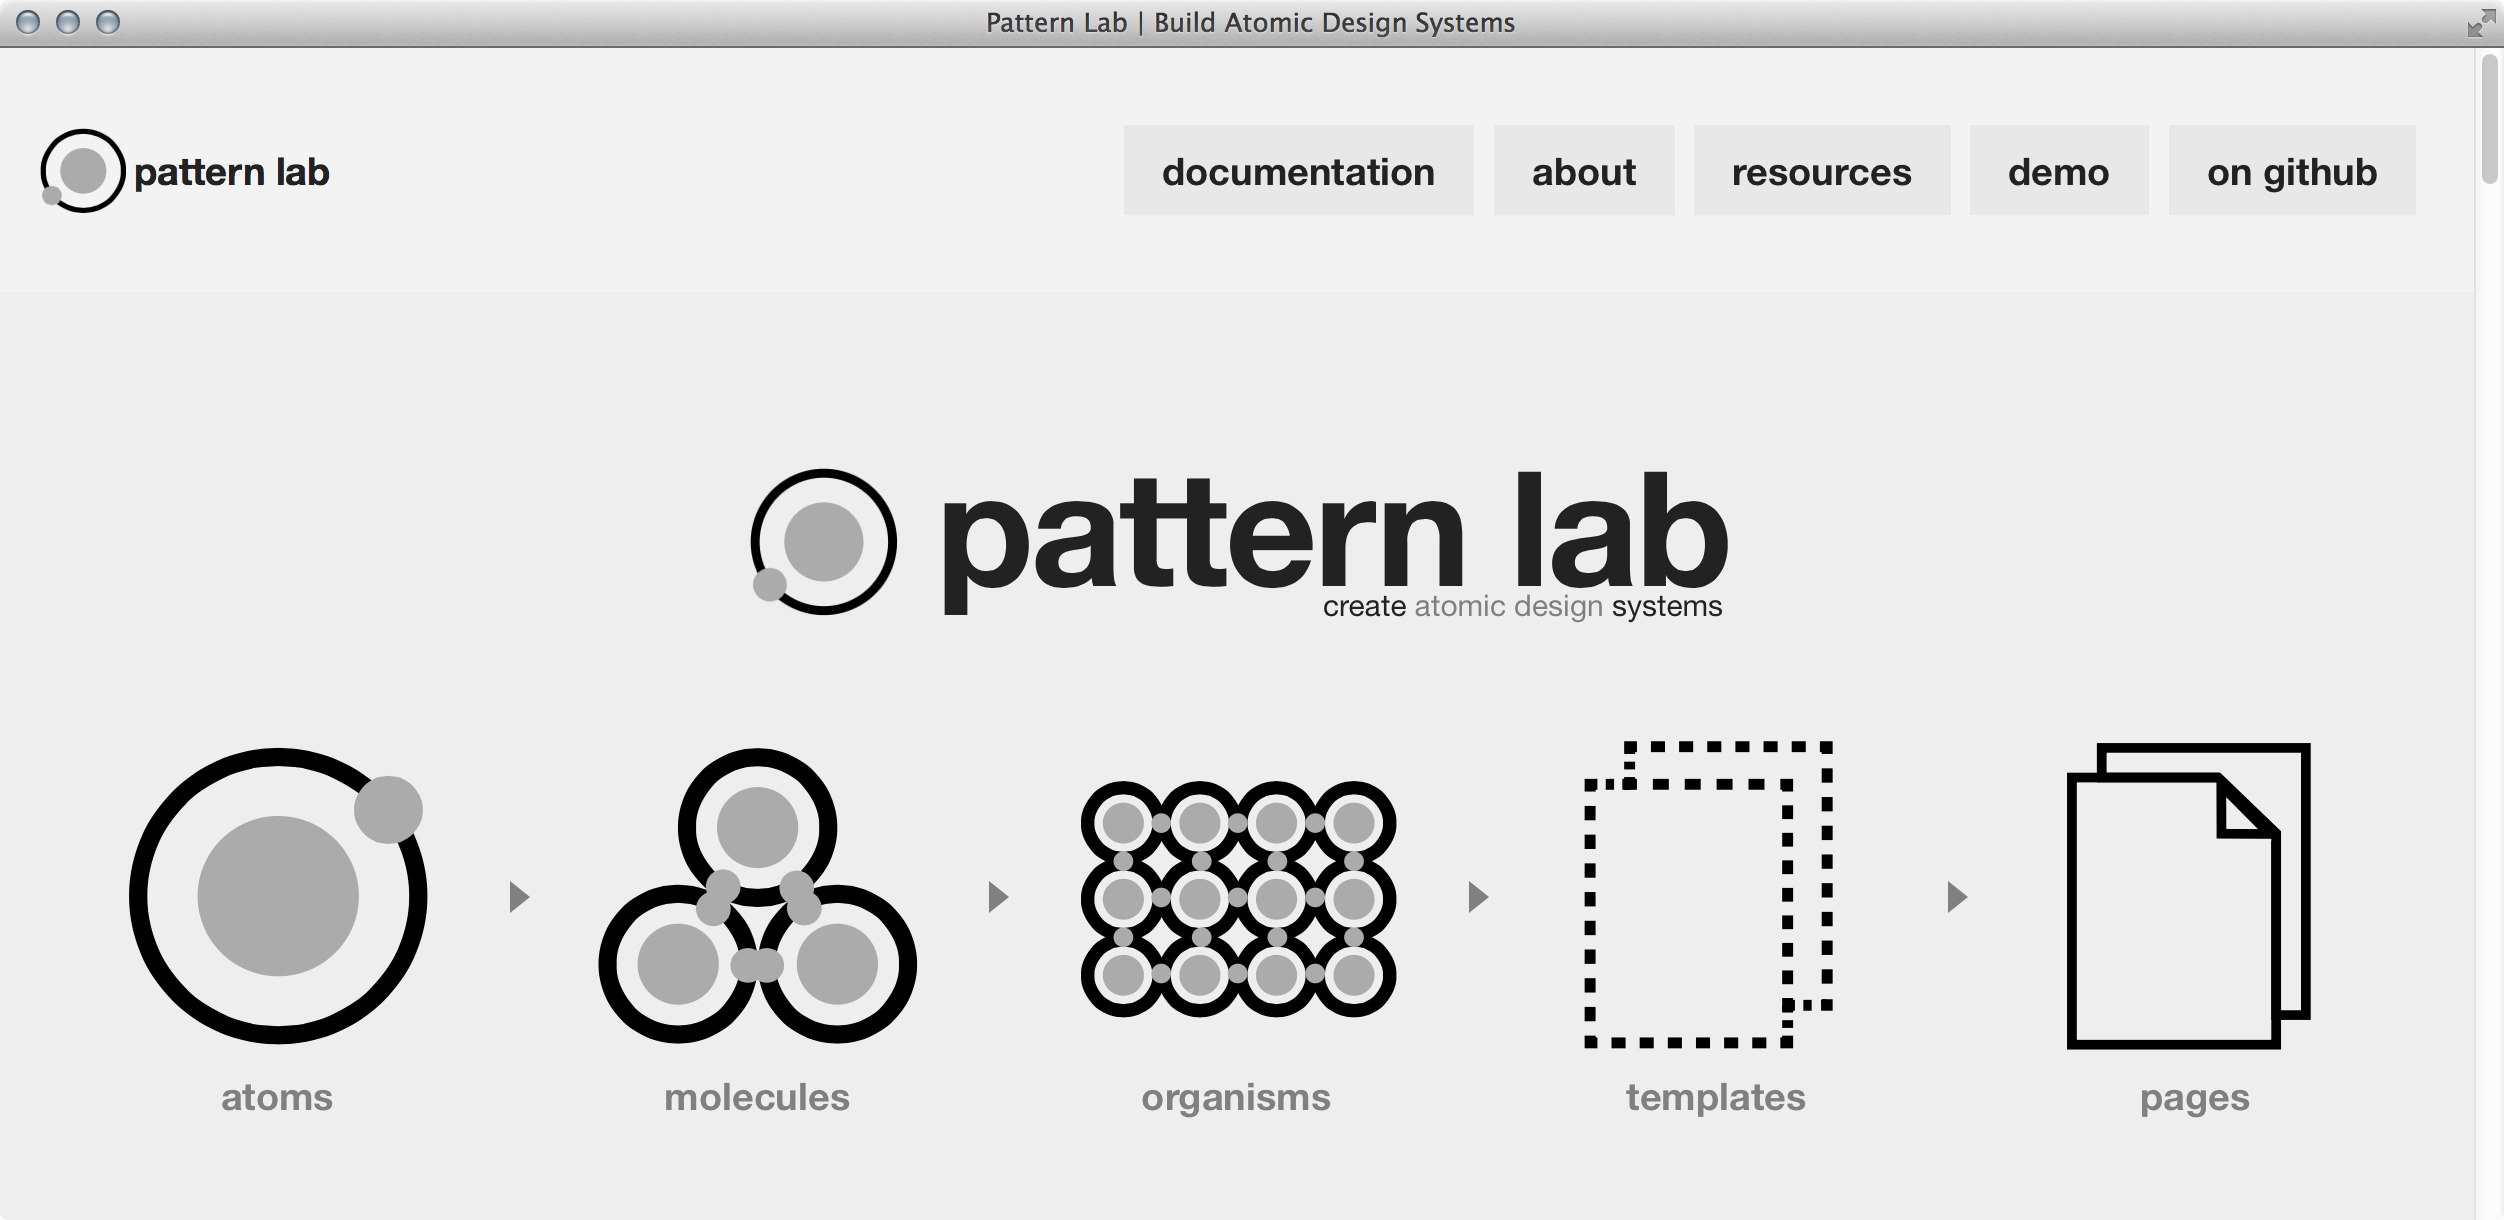 Pattern Lab | Build Atomic Design Systems
pattern lab
documentation about resources demo on github
pattern lab
create atomic design systems
atoms molecules organisms templates pages